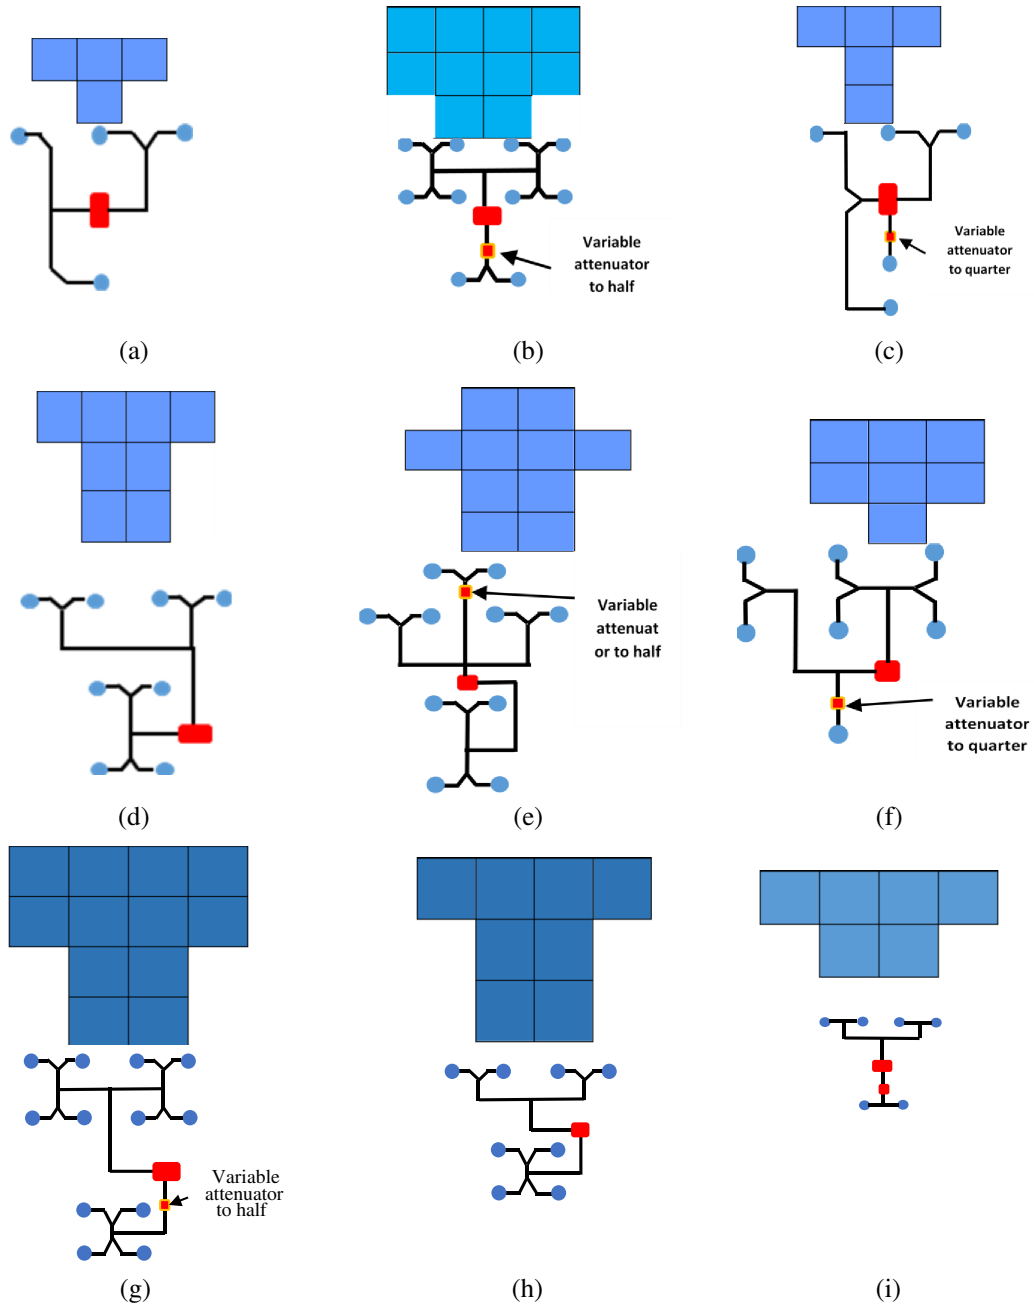 Variable
attenuator
to half
Variable
attenuator
to quarter
(a)
(b)
(c)
Variable
attenuat
or to half
Variable
attenuator
to quarter
(d)
(e)
(f)
Variable
attenuator
to half
(g)
(h)
(i)